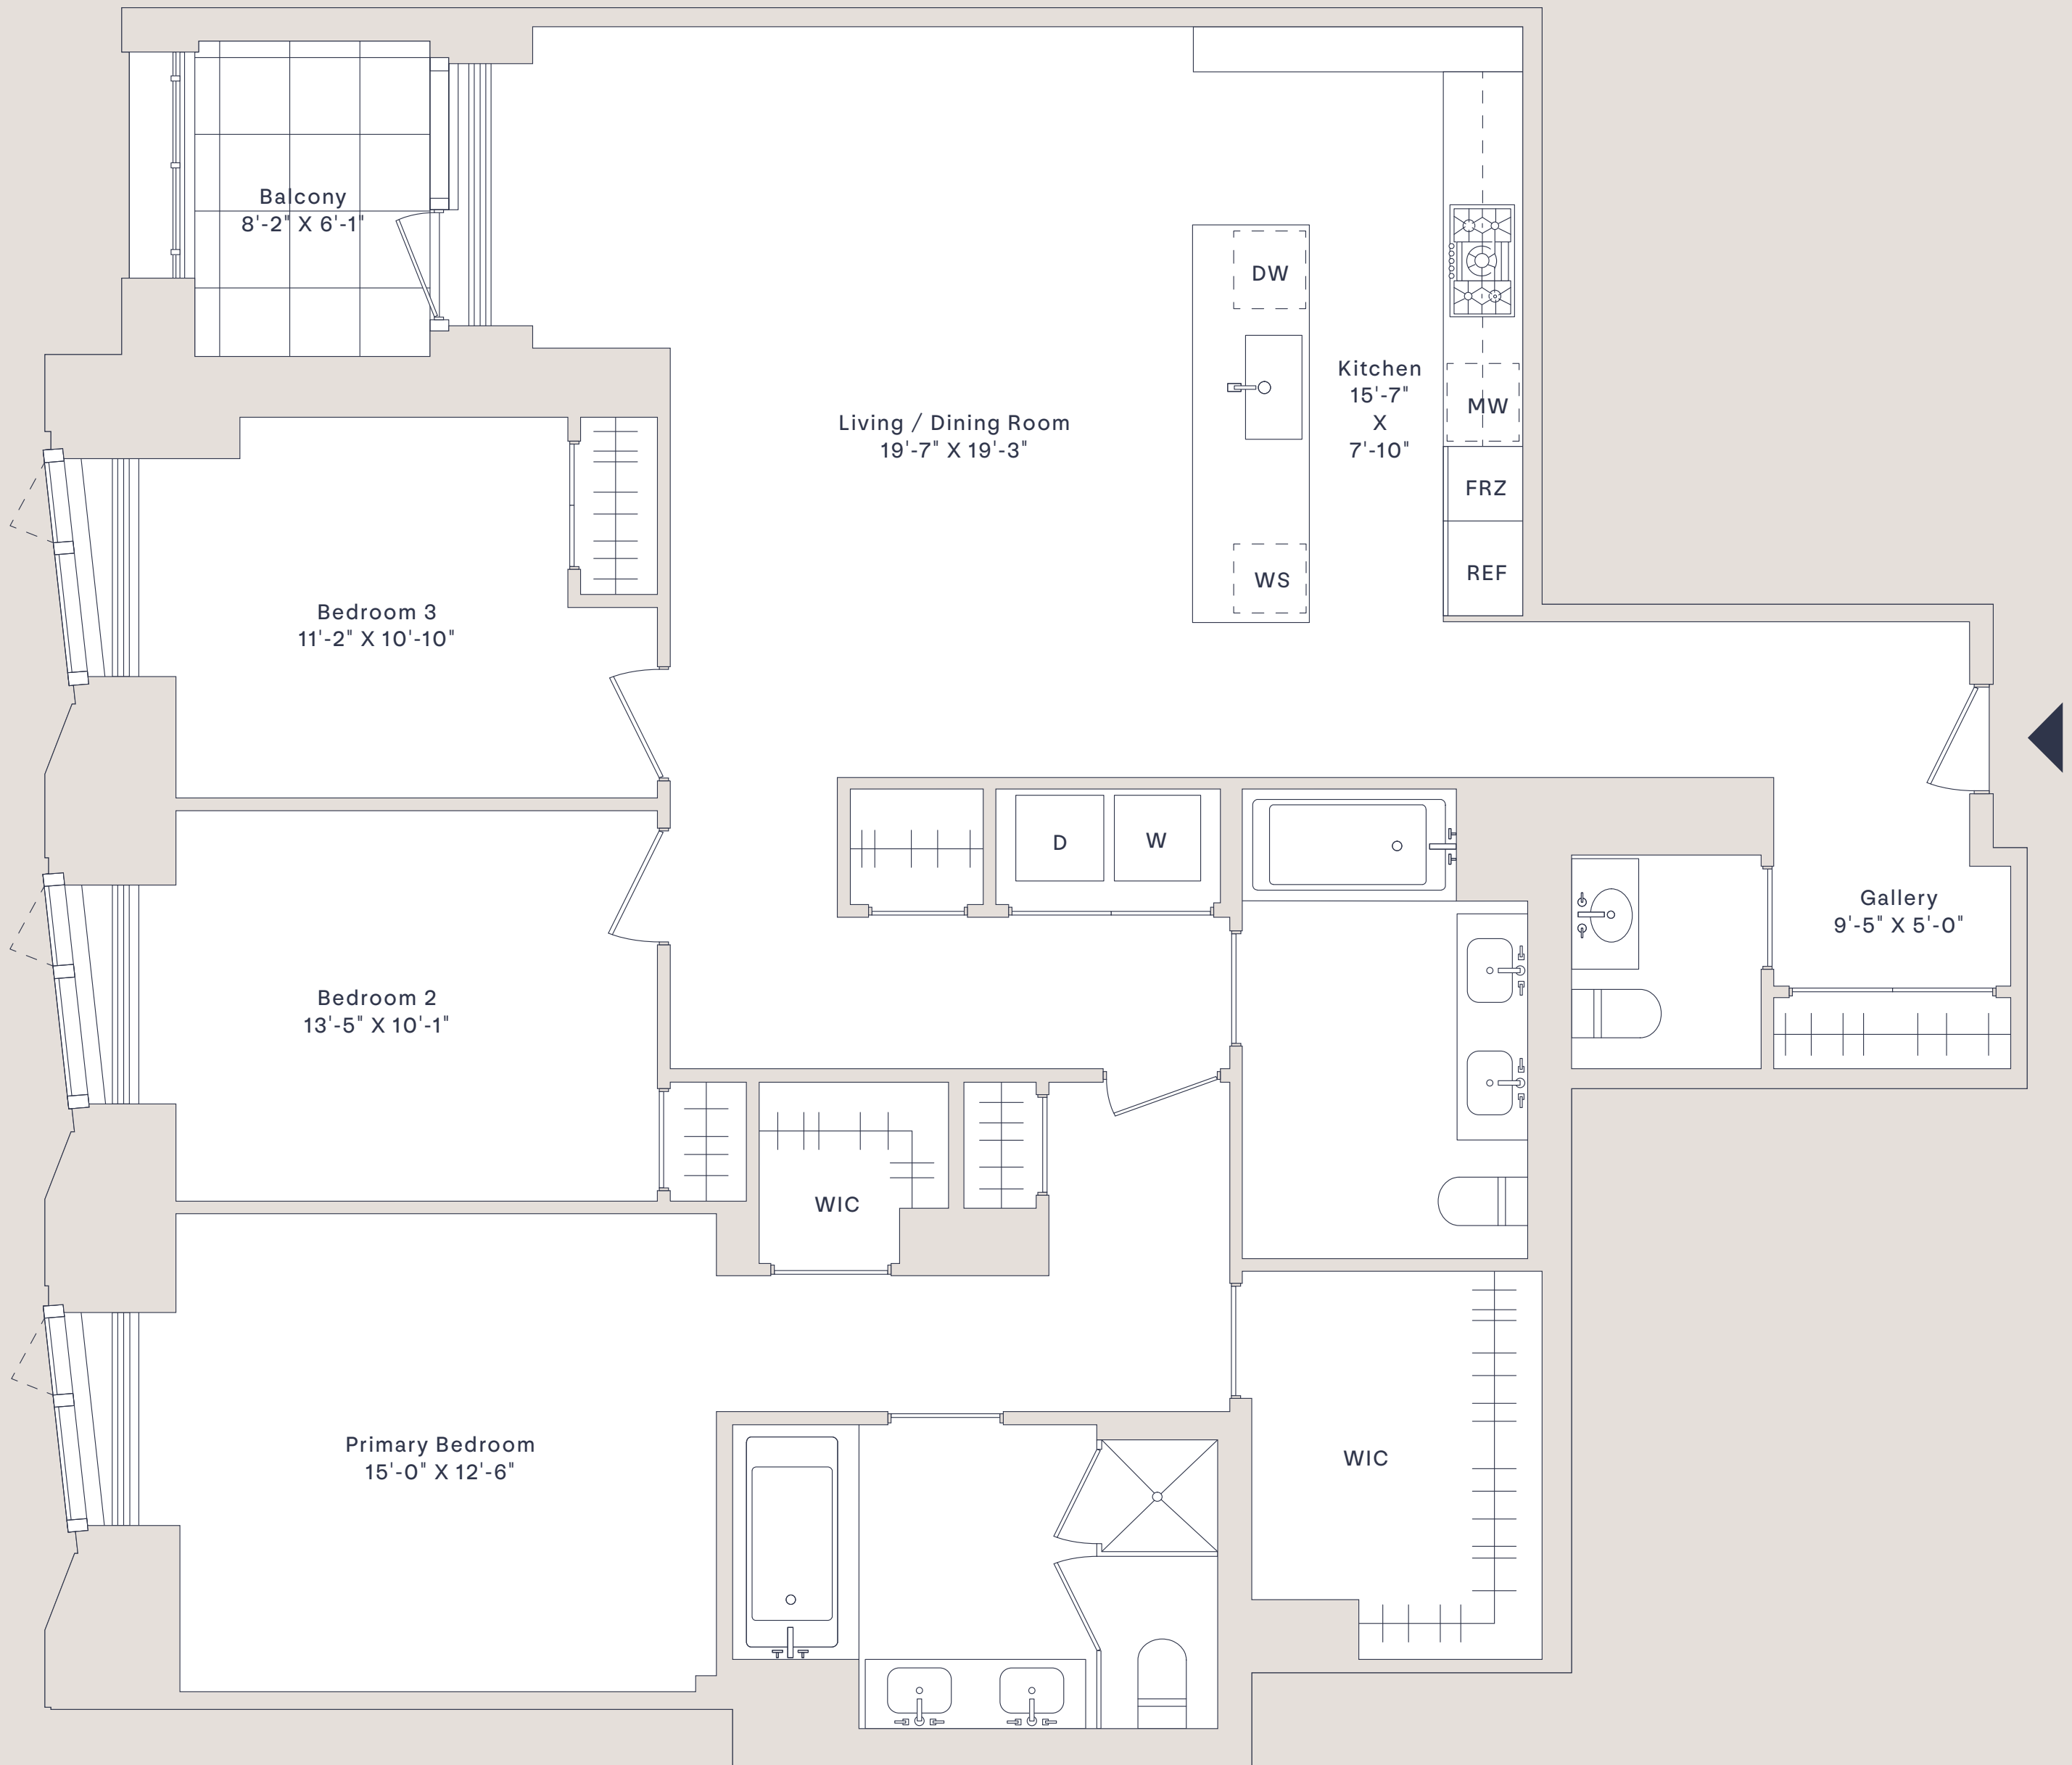 Balcony
8'-2" X 6'-1"
DW
Kitchen
15'-7"
X
7'-10"
MW
Living / Dining Room
19'-7" X 19'-3"
FRZ
WS
REF
Bedroom 3
11'-2" X 10'-10"
D
W
Gallery
9'-5" X 5'-0"
Bedroom 2
13'-5" X 10'-1"
WIC
Primary Bedroom
15'-0" X 12'-6"
WIC